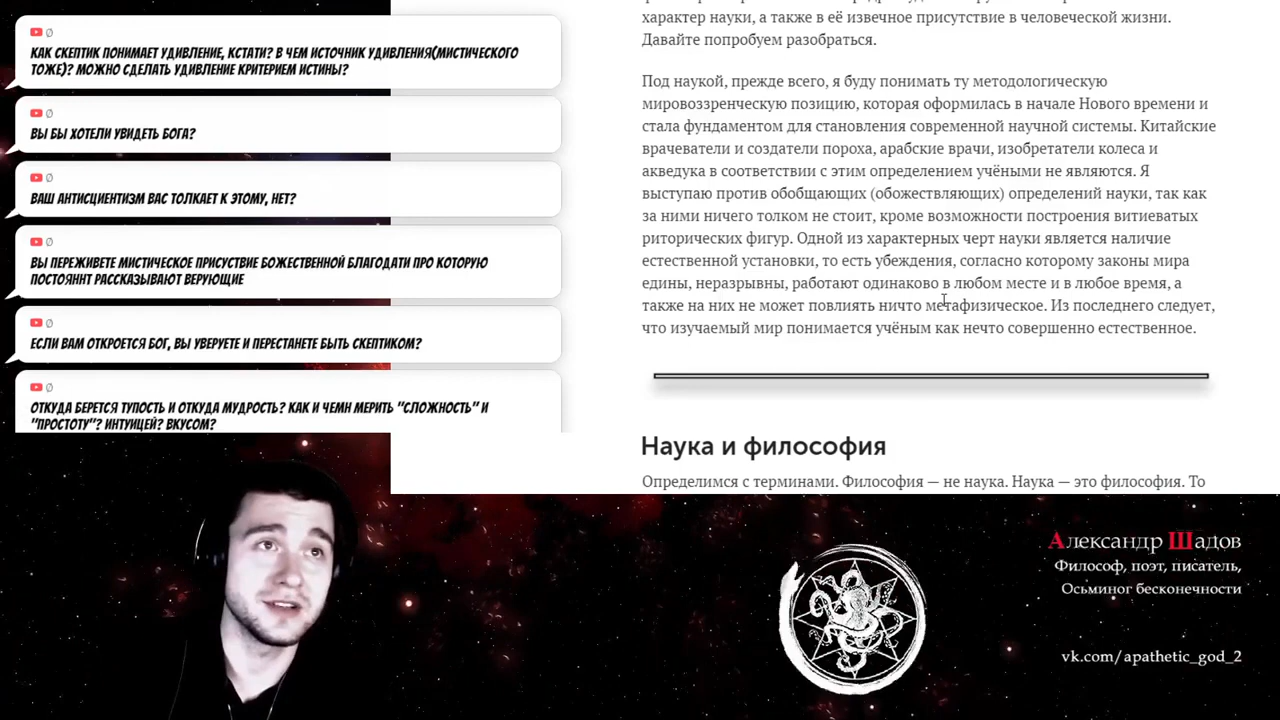 Ø
КАК СКЕПТИК ПОНИМАЕТ УДИВЛЕНИЕ, КСТАТИ? В ЧЕМ ИСТОЧНИК УДИВЛЕНИЯ(МИСТИЧЕСКОГО
ТОЖЕ)? МОЖНО СДЕЛАТЬ УДИВЛЕНИЕ КРИТЕРИЕМ ИСТИНЫ?
Ø
ВЫ БЫ ХОТЕЛИ УВИДЕТЬ БОГА?
Ø
ВАШ АНТИСЦИЕНТИЗМ ВАС ТОЛКАЕТ К ЭТОМУ, НЕТ?
Ø
ВЫ ПЕРЕЖИВЕТЕ МИСТИЧЕСКОЕ ПРИСУСТВИЕ БОЖЕСТВЕННОЙ БЛАГОДАТИ ПРО КОТОРУЮ
ПОСТОЯННТ РАССКАЗЫВАЮТ ВЕРУЮЩИЕ
Ø
ЕСЛИ ВАМ ОТКРОЕТСЯ БОГ, ВЫ УВЕРУЕТЕ И ПЕРЕСТАНЕТЕ БЫТЬ СКЕПТИКОМ?
Ø
ОТКУДА БЕРЕТСЯ ТУПОСТЬ И ОТКУДА МУДРОСТЬ? КАК И ЧЕМН МЕРИТЬ "СЛОЖНОСТЬ" И
"ПРОСТОТУ"? ИНТУИЦЕЙ? ВКУСОМ?
характер науки, а также в её извечное присутствие в человеческой жизни.
Давайте попробуем разобраться.
Под наукой, прежде всего, я буду понимать ту методологическую
мировоззренческую позицию, которая оформилась в начале Нового времени и
стала фундаментом для становления современной научной системы. Китайские
врачеватели и создатели пороха, арабские врачи, изобретатели колеса и
акведука в соответствии с этим определением учёными не являются. Я
выступаю против обобщающих (обожествляющих) определений науки, так как
за ними ничего толком не стоит, кроме возможности построения витиеватых
риторических фигур. Одной из характерных черт науки является наличие
естественной установки, то есть убеждения, согласно которому законы мира
едины, неразрывны, работают одинаково в любом месте и в любое время, а
также на них не может повлиять ничто метафизическое. Из последнего следует,
что изучаемый мир понимается учёным как нечто совершенно естественное.
Наука и философия
Определимся с терминами. Философия — не наука. Наука — это философия. То
Александр Шадов
Философ, поэт, писатель,
Осьминог бесконечности
vk.com/apathetic_god_2